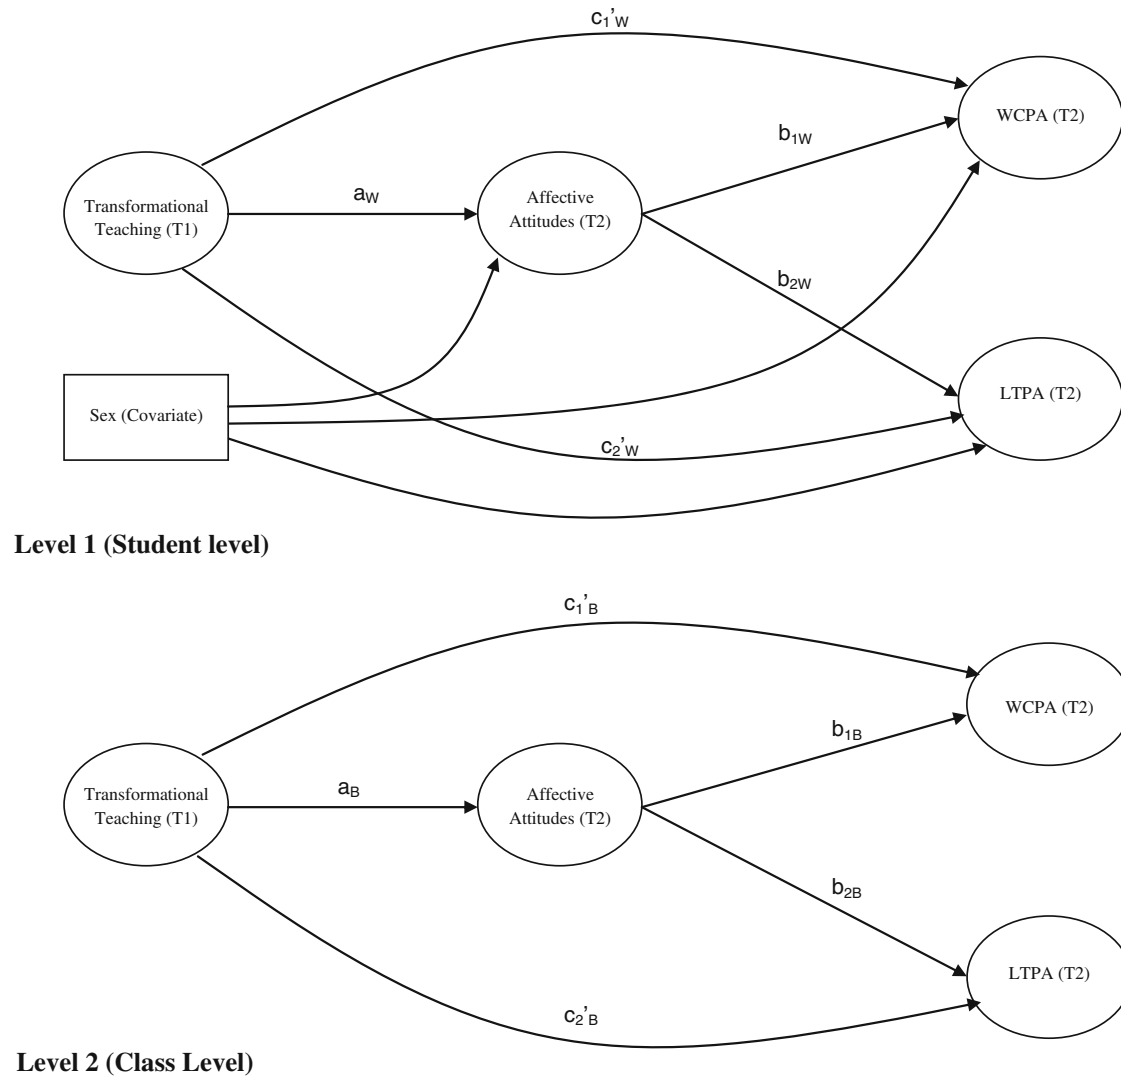 c₁'W
WCPA (T2)
b₁W
Transformational
Teaching (T1)
aW
Affective
Attitudes (T2)
b₂W
Sex (Covariate)
LTPA (T2)
c₂'W
Level 1 (Student level)
c₁'B
WCPA (T2)
b₁B
Transformational
Teaching (T1)
aB
Affective
Attitudes (T2)
b₂B
LTPA (T2)
c₂'B
Level 2 (Class Level)